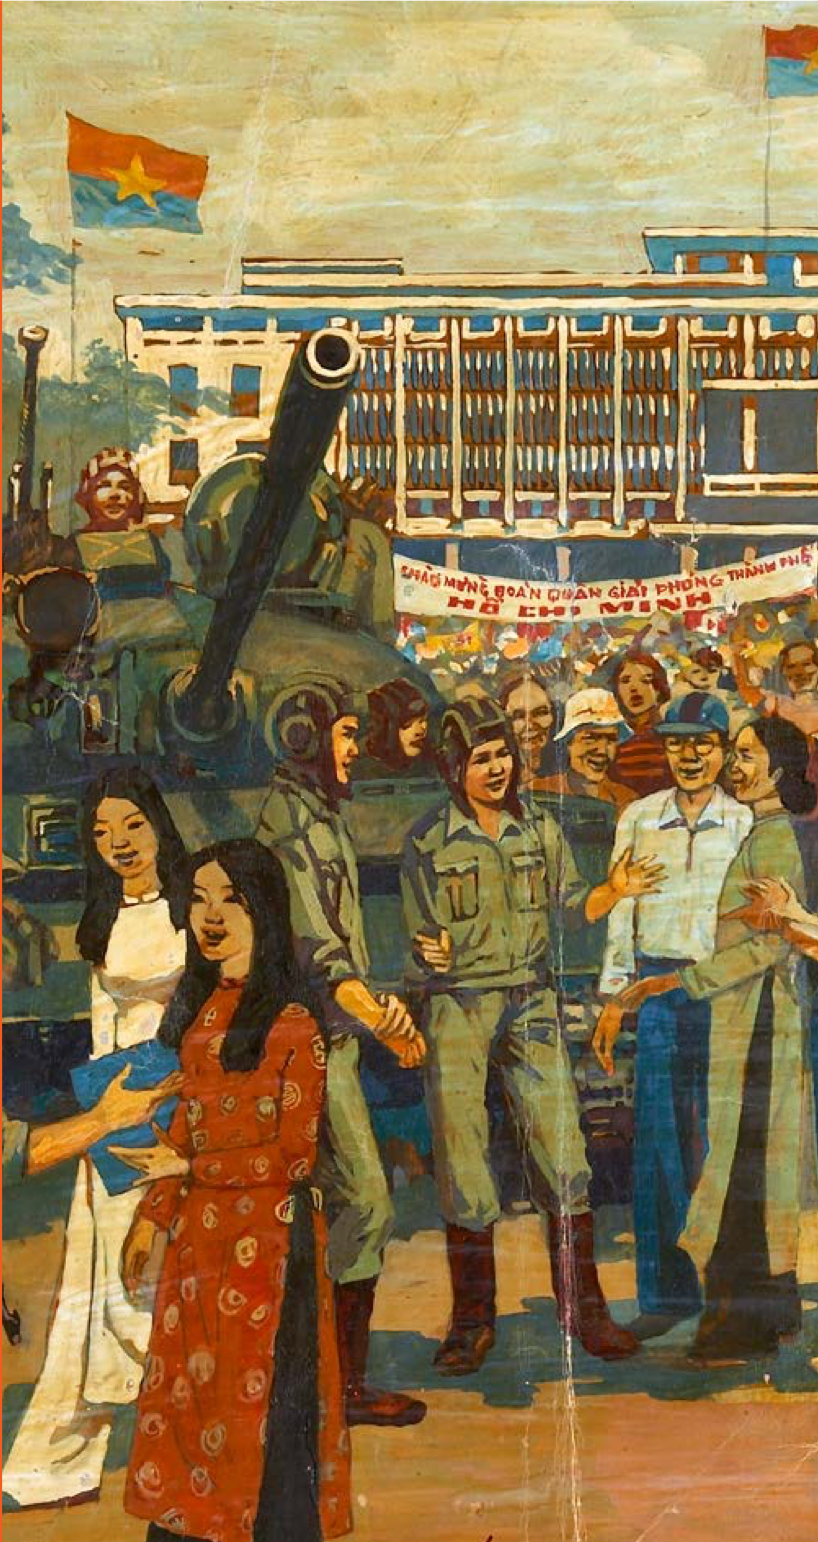 CHÀO MỪNG ĐOÀN QUÂN GIẢI PHÓNG THÀNH PHỐ
HỒ CHÍ MINH